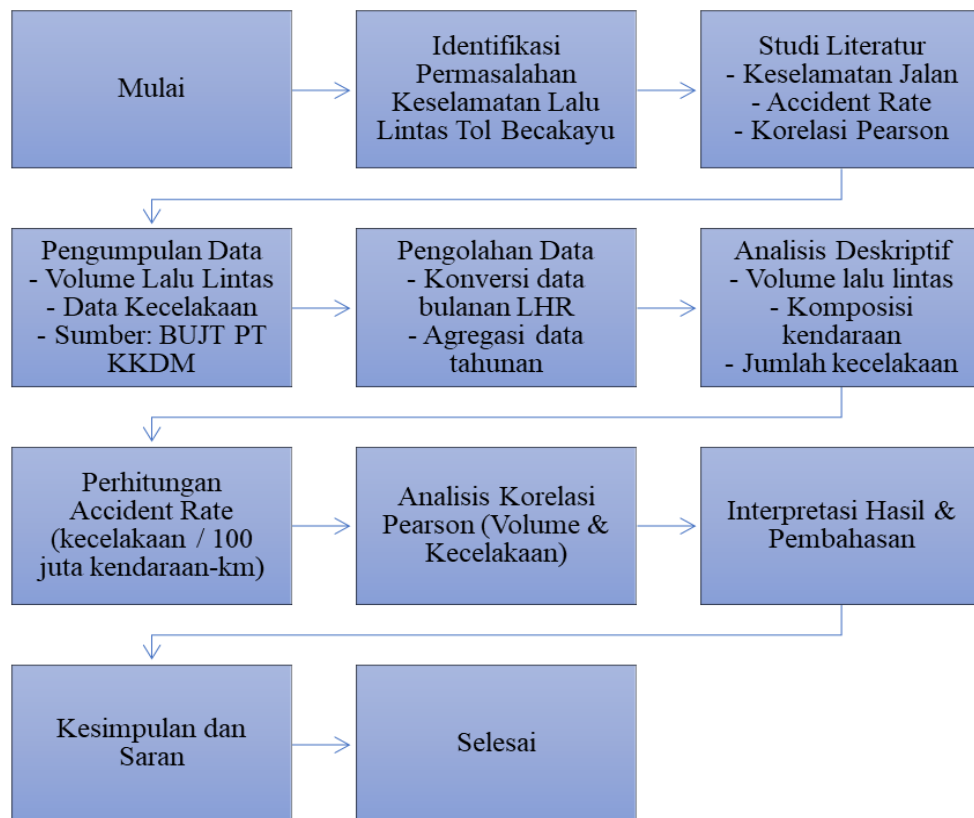 Mulai
Identifikasi
Permasalahan
Keselamatan Lalu
Lintas Tol Becakayu
Studi Literatur
- Keselamatan Jalan
- Accident Rate
- Korelasi Pearson
Pengumpulan Data
- Volume Lalu Lintas
- Data Kecelakaan
- Sumber: BUJT PT
KKDM
Pengolahan Data
- Konversi data
bulanan LHR
- Agregasi data
tahunan
Analisis Deskriptif
- Volume lalu lintas
- Komposisi
kendaraan
- Jumlah kecelakaan
Perhitungan
Accident Rate
(kecelakaan / 100
juta kendaraan-km)
Analisis Korelasi
Pearson (Volume &
Kecelakaan)
Interpretasi Hasil &
Pembahasan
Kesimpulan dan
Saran
Selesai